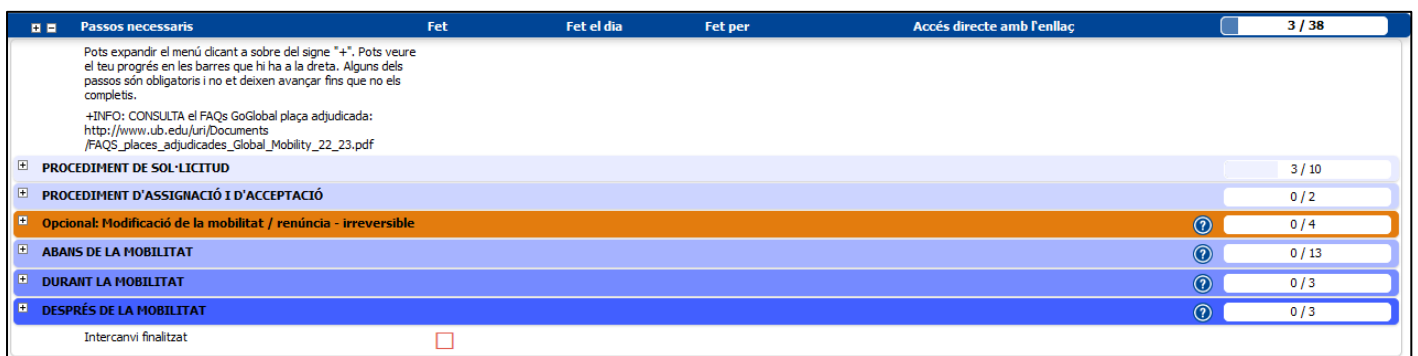 Passos necessaris Fet Fet el dia Fet per Accés directe amb l'enllaç 3 / 38
Pots expandir el menú clicant a sobre del signe "+". Pots veure
el teu progrés en les barres que hi ha a la dreta. Alguns dels
passos són obligatoris i no et deixen avançar fins que no els
completis.
+INFO: CONSULTA el FAQs GoGlobal plaça adjudicada:
http://www.ub.edu/uri/Documents
/FAQS_places_adjudicades_Global_Mobility_22_23.pdf
PROCEDIMENT DE SOL·LICITUD 3 / 10
PROCEDIMENT D'ASSIGNACIÓ I D'ACCEPTACIÓ 0 / 2
Opcional: Modificació de la mobilitat / renúncia - irreversible ? 0 / 4
ABANS DE LA MOBILITAT ? 0 / 13
DURANT LA MOBILITAT ? 0 / 3
DESPRÉS DE LA MOBILITAT ? 0 / 3
Intercanvi finalitzat